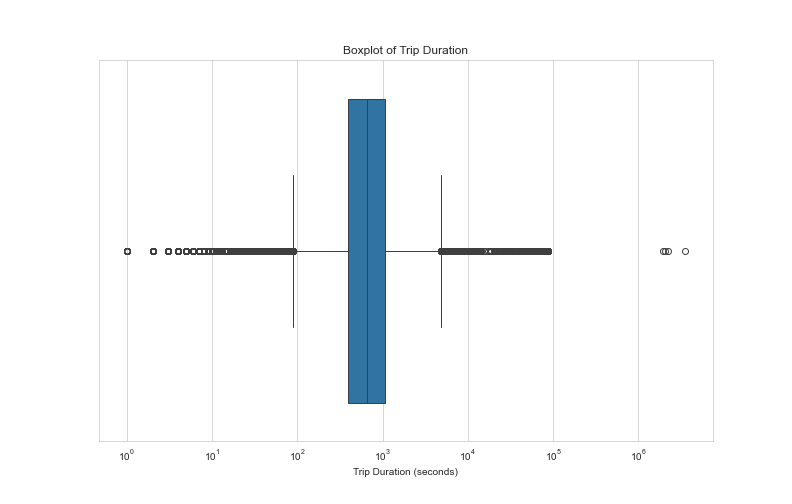 Boxplot of Trip Duration
10⁰ 10¹ 10² 10³ 10⁴ 10⁵ 10⁶
Trip Duration (seconds)